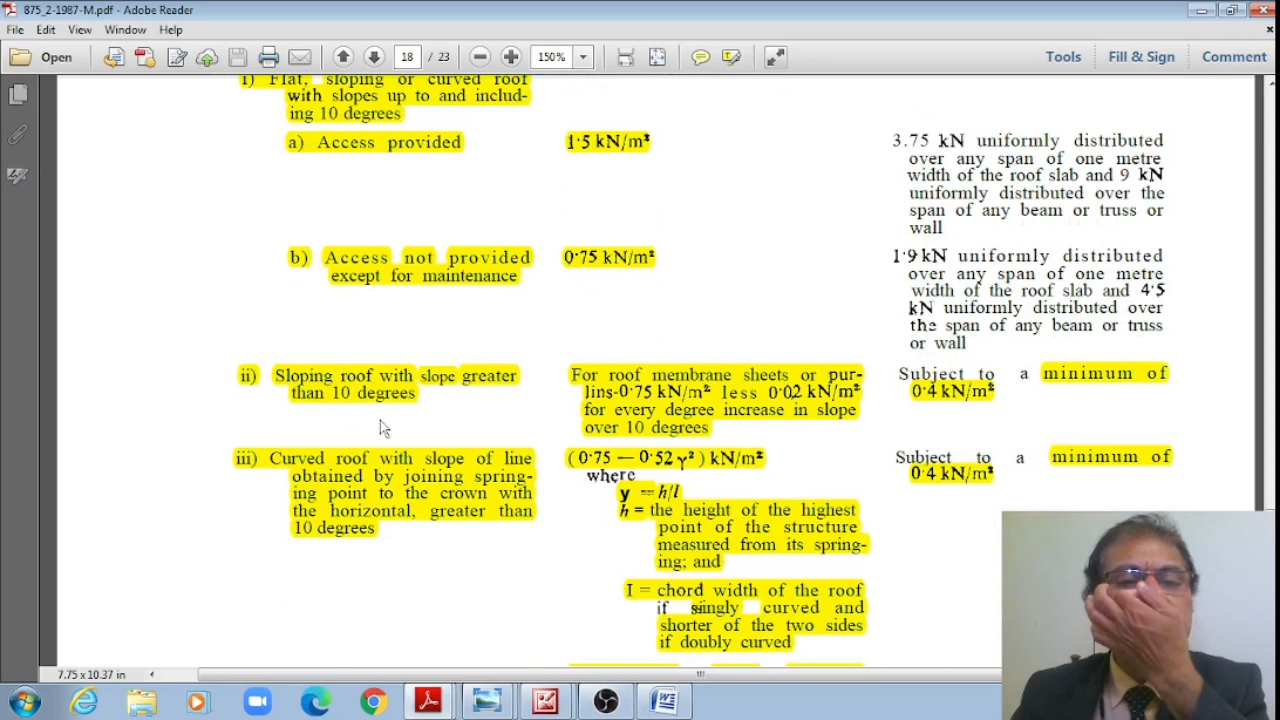 875_2-1987-M.pdf - Adobe Reader
File Edit View Window Help
Open 18 / 23 150% Tools Fill & Sign Comment
i) Flat, sloping or curved roof
with slopes up to and includ-
ing 10 degrees
a) Access provided
1·5 kN/m²
3.75 kN uniformly distributed
over any span of one metre
width of the roof slab and 9 kN
uniformly distributed over the
span of any beam or truss or
wall
b) Access not provided
except for maintenance
0·75 kN/m²
1·9 kN uniformly distributed
over any span of one metre
width of the roof slab and 4·5
kN uniformly distributed over
the span of any beam or truss
or wall
ii) Sloping roof with slope greater
than 10 degrees
For roof membrane sheets or pur-
lins-0·75 kN/m² less 0·02 kN/m²
for every degree increase in slope
over 10 degrees
Subject to a minimum of
0·4 kN/m²
iii) Curved roof with slope of line
obtained by joining spring-
ing point to the crown with
the horizontal, greater than
10 degrees
( 0·75 — 0·52 γ² ) kN/m²
where
y = h/l
h = the height of the highest
point of the structure
measured from its spring-
ing; and
I = chord width of the roof
if singly curved and
shorter of the two sides
if doubly curved
Subject to a minimum of
0·4 kN/m²
7.75 x 10.37 in